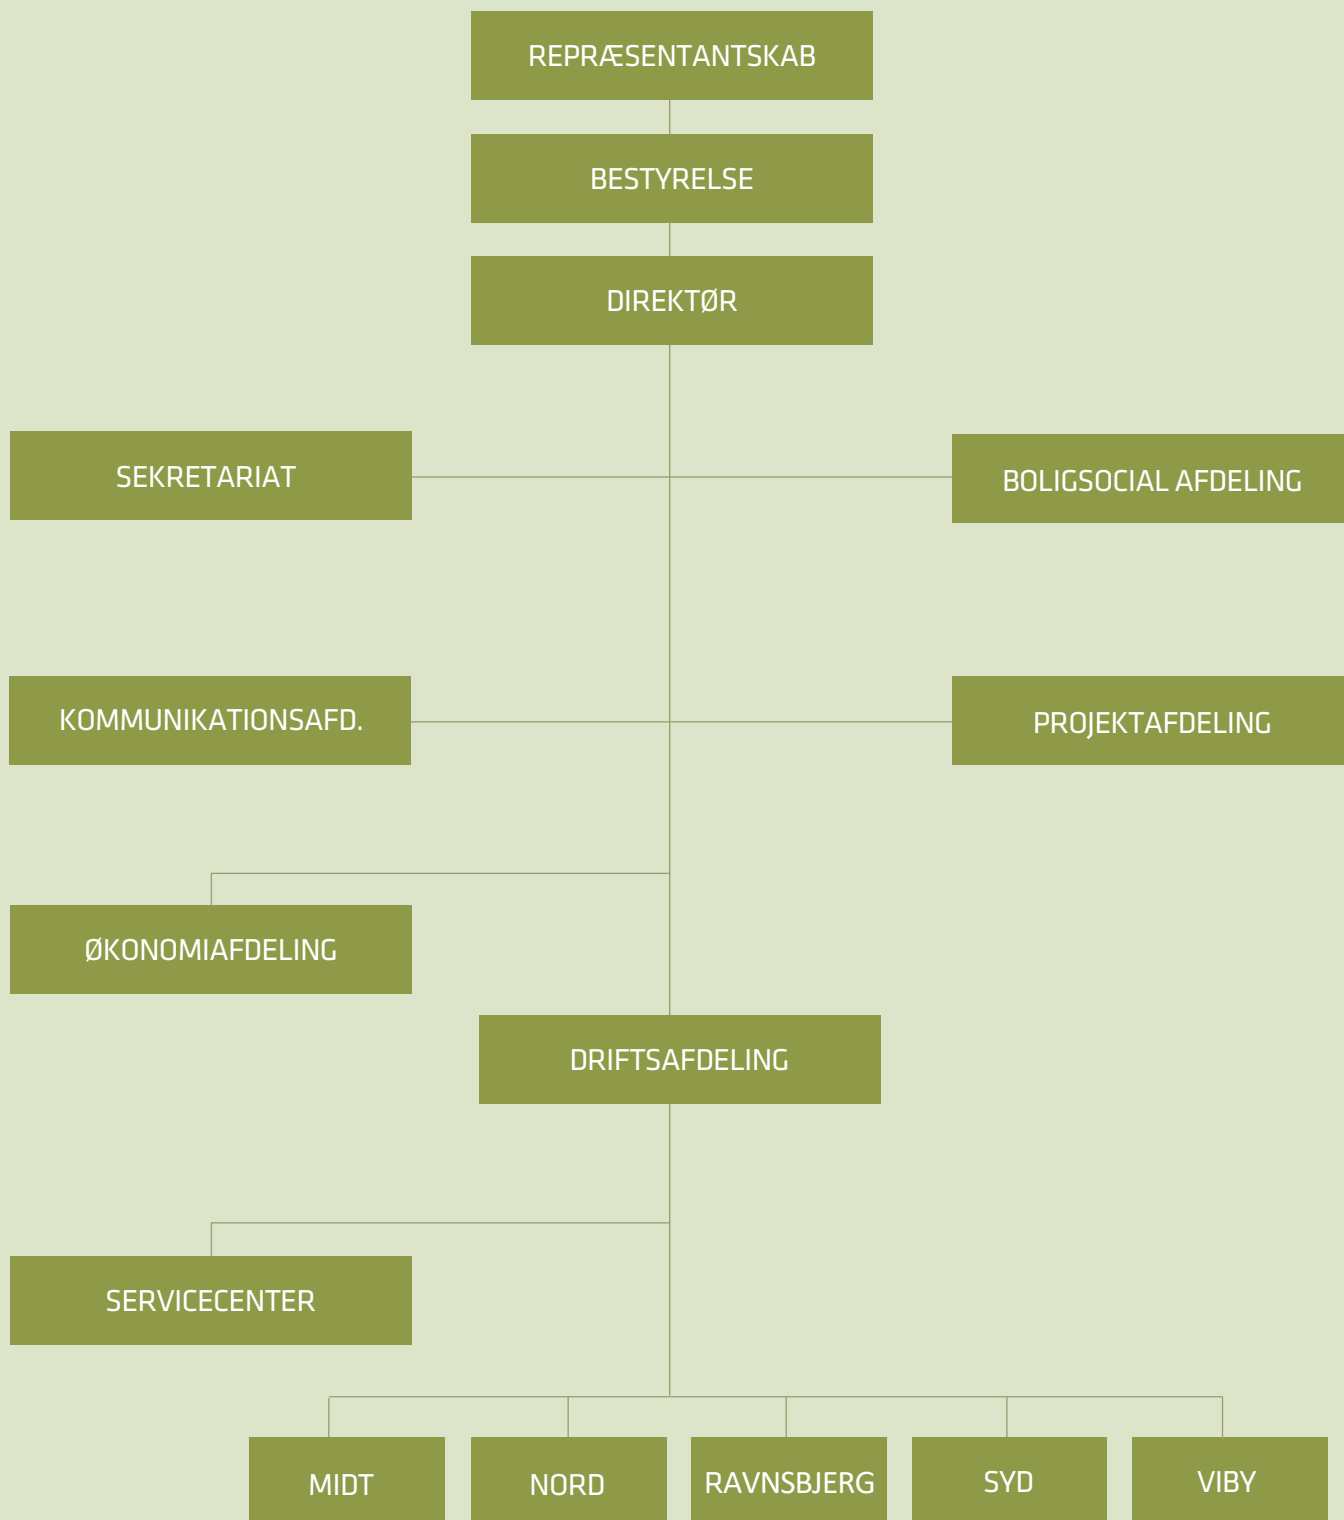 REPRÆSENTANTSKAB
BESTYRELSE
DIREKTØR
SEKRETARIAT
BOLIGSOCIAL AFDELING
KOMMUNIKATIONSAFD.
PROJEKTAFDELING
ØKONOMIAFDELING
DRIFTSAFDELING
SERVICECENTER
MIDT
NORD
RAVNSBJERG
SYD
VIBY